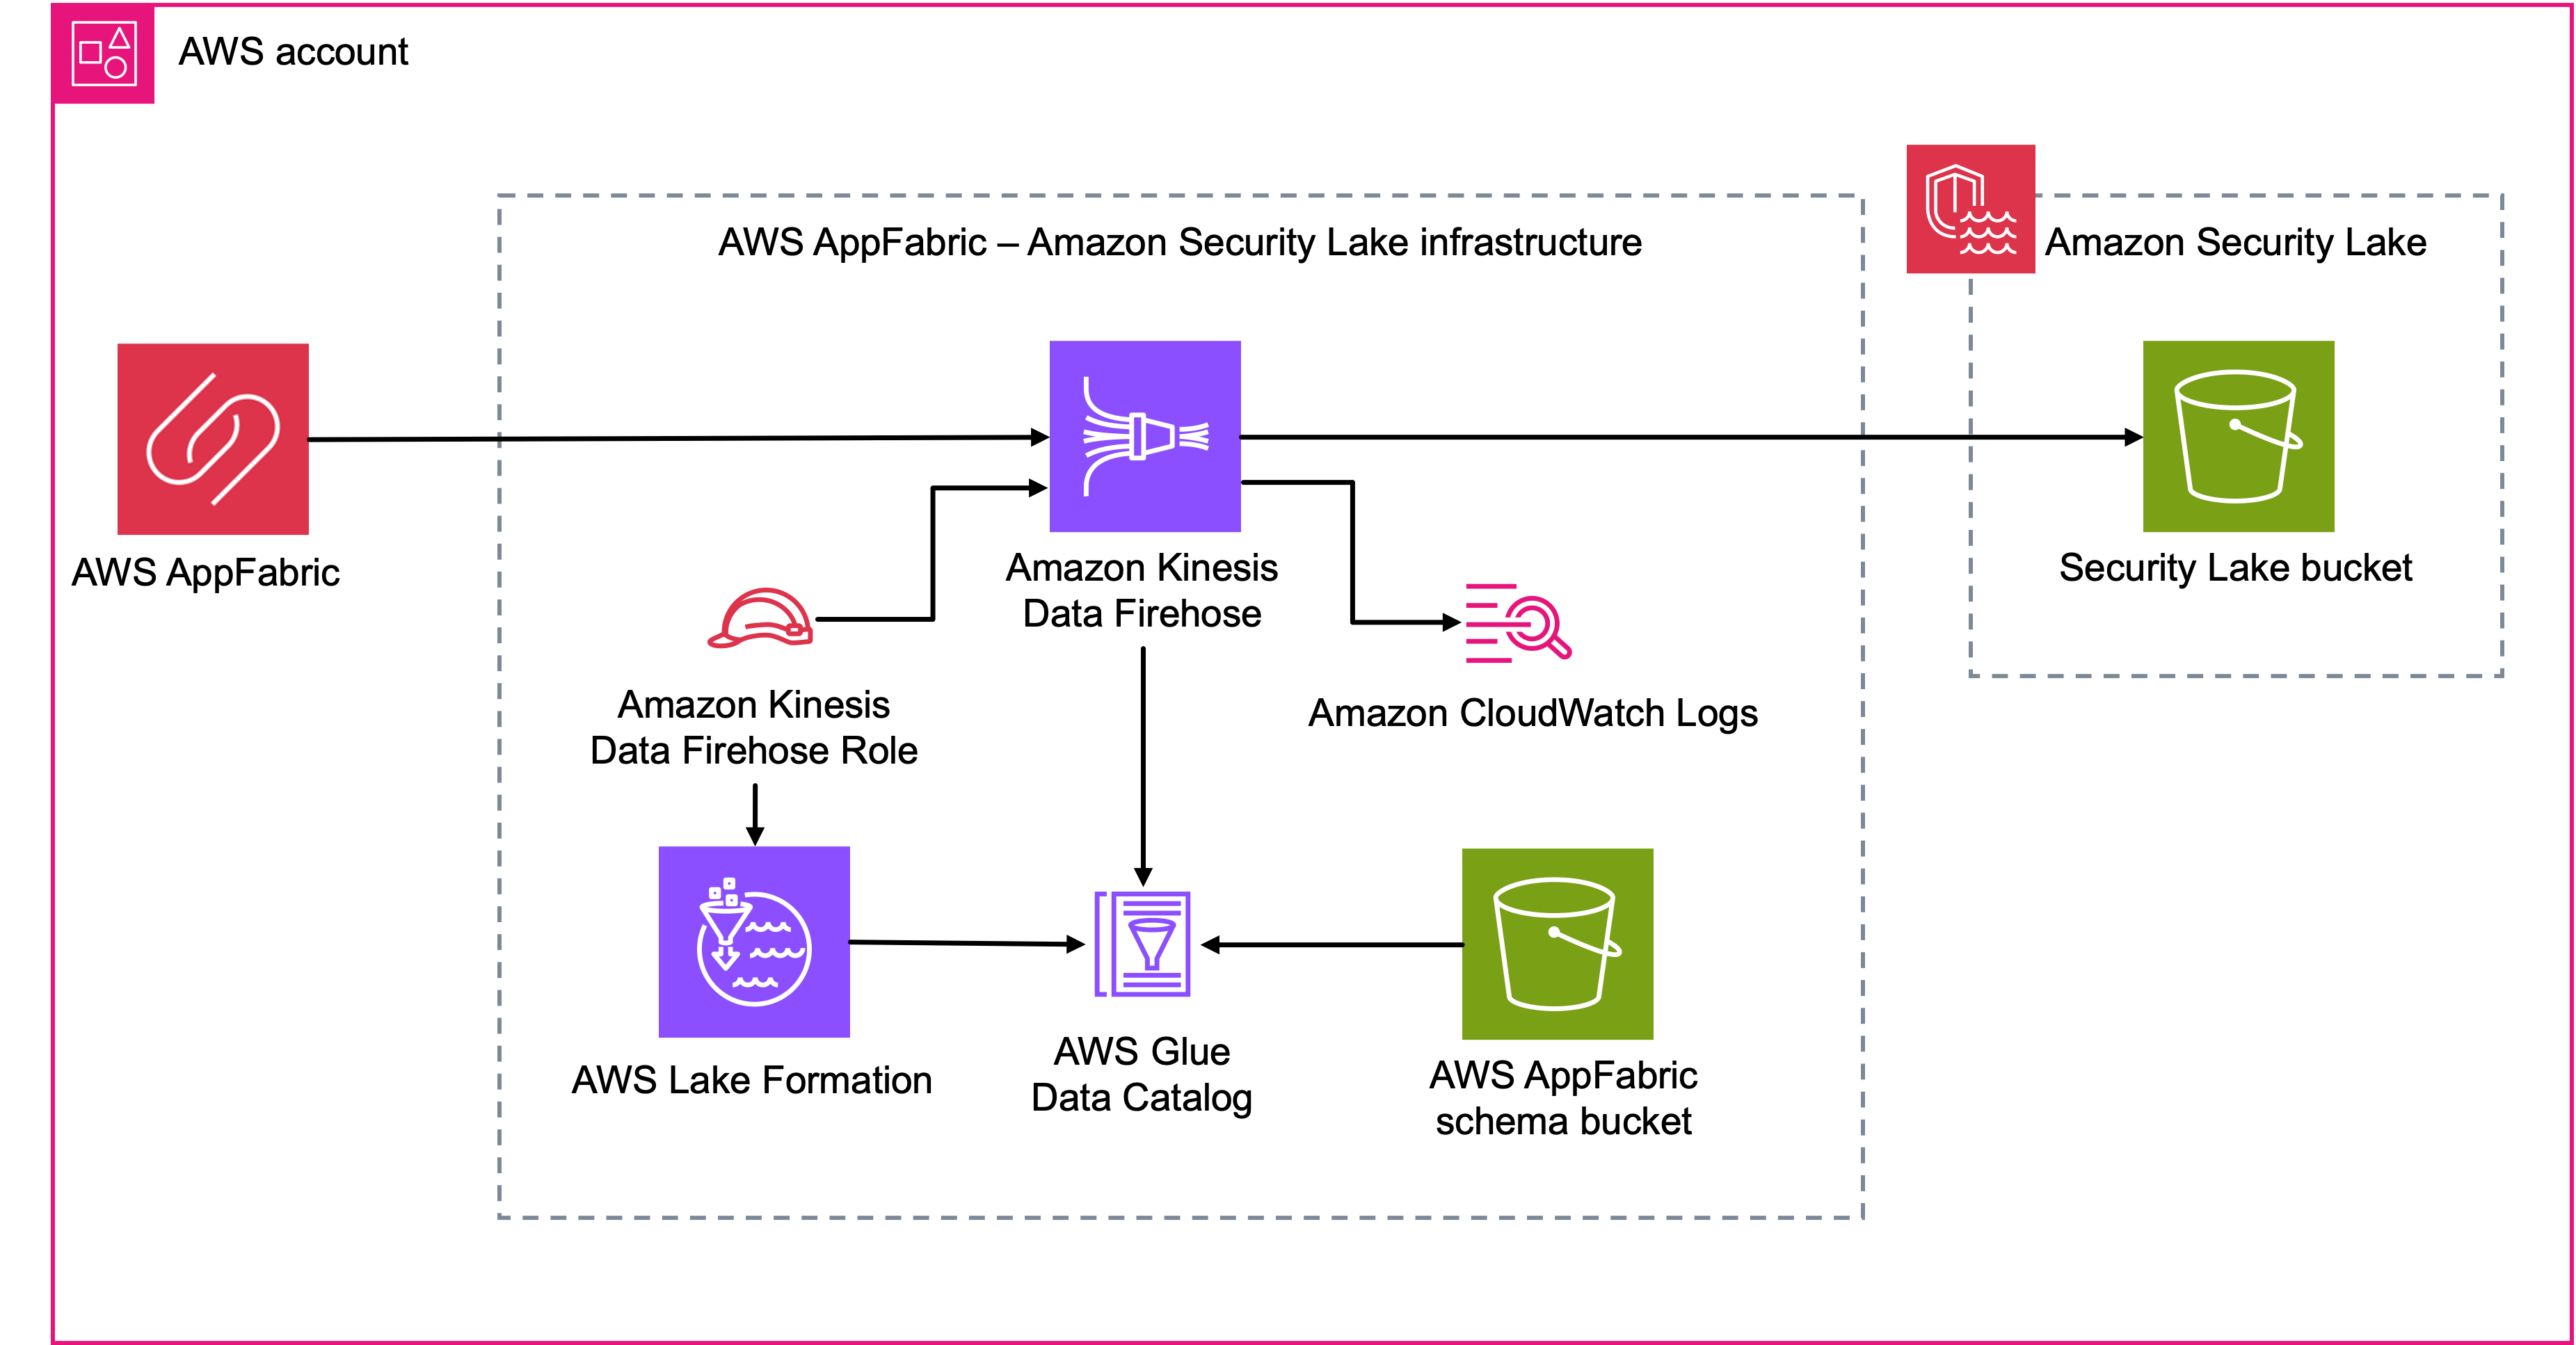 AWS account
AWS AppFabric – Amazon Security Lake infrastructure
Amazon Security Lake
AWS AppFabric
Amazon Kinesis
Data Firehose
Security Lake bucket
Amazon Kinesis
Data Firehose Role
Amazon CloudWatch Logs
AWS Lake Formation
AWS Glue
Data Catalog
AWS AppFabric
schema bucket